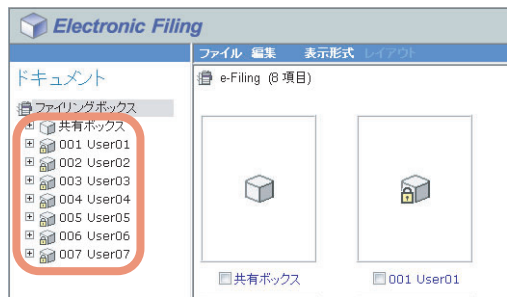 Electronic Filing
ファイル 編集 表示形式 レイアウト
ドキュメント
e-Filing (8 項目)
ファイリングボックス
共有ボックス
001 User01
002 User02
003 User03
004 User04
005 User05
006 User06
007 User07
共有ボックス
001 User01